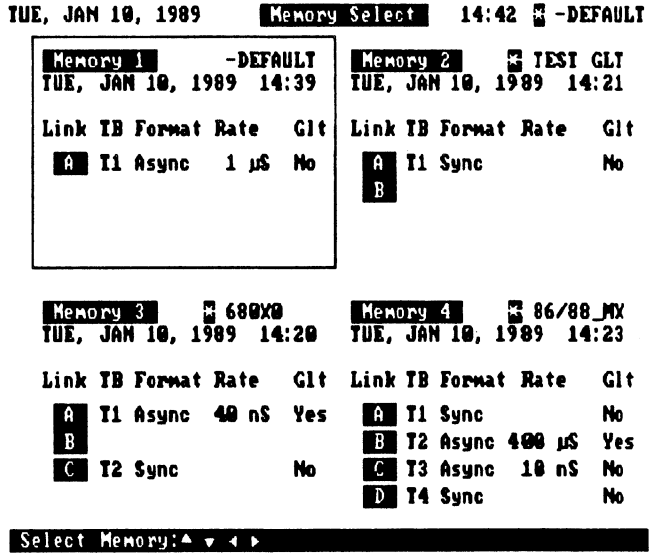 TUE, JAN 10, 1989 Memory Select 14:42 * -DEFAULT
Memory 1 -DEFAULT
TUE, JAN 10, 1989 14:39
Link TB Format Rate Glt
A T1 Async 1 µS No
Memory 2 * TEST GLT
TUE, JAN 10, 1989 14:21
Link TB Format Rate Glt
A T1 Sync No
B
Memory 3 * 680X0
TUE, JAN 10, 1989 14:20
Link TB Format Rate Glt
A T1 Async 40 nS Yes
B
C T2 Sync No
Memory 4 * 86/88_MX
TUE, JAN 10, 1989 14:23
Link TB Format Rate Glt
A T1 Sync No
B T2 Async 400 µS Yes
C T3 Async 10 nS No
D T4 Sync No
Select Memory:▲ ▼ ◄ ►